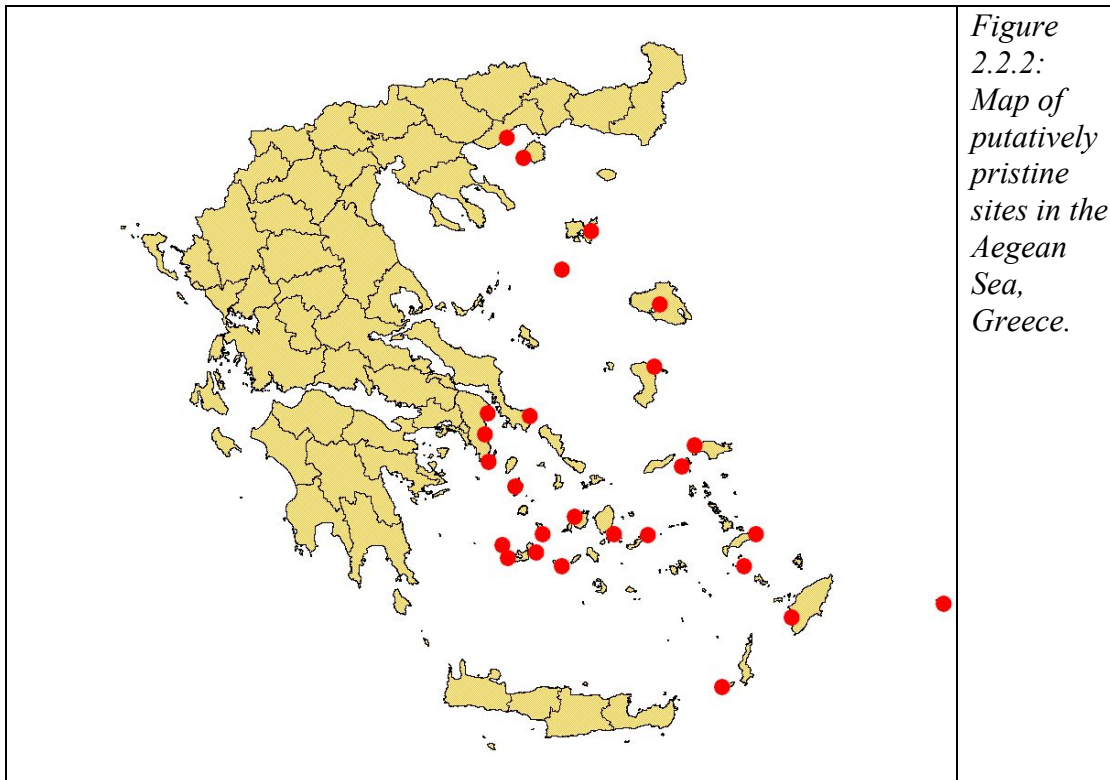 Figure
2.2.2:
Map of
putatively
pristine
sites in the
Aegean
Sea,
Greece.